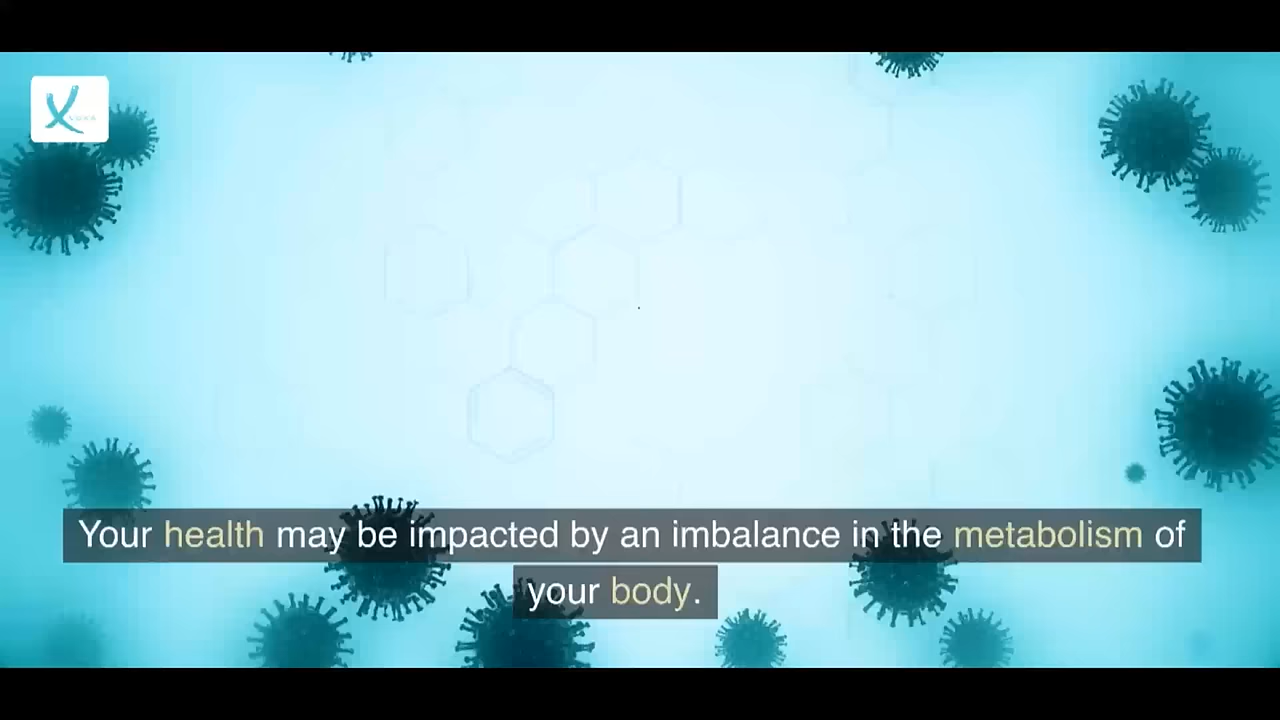 Your health may be impacted by an imbalance in the metabolism of
your body.